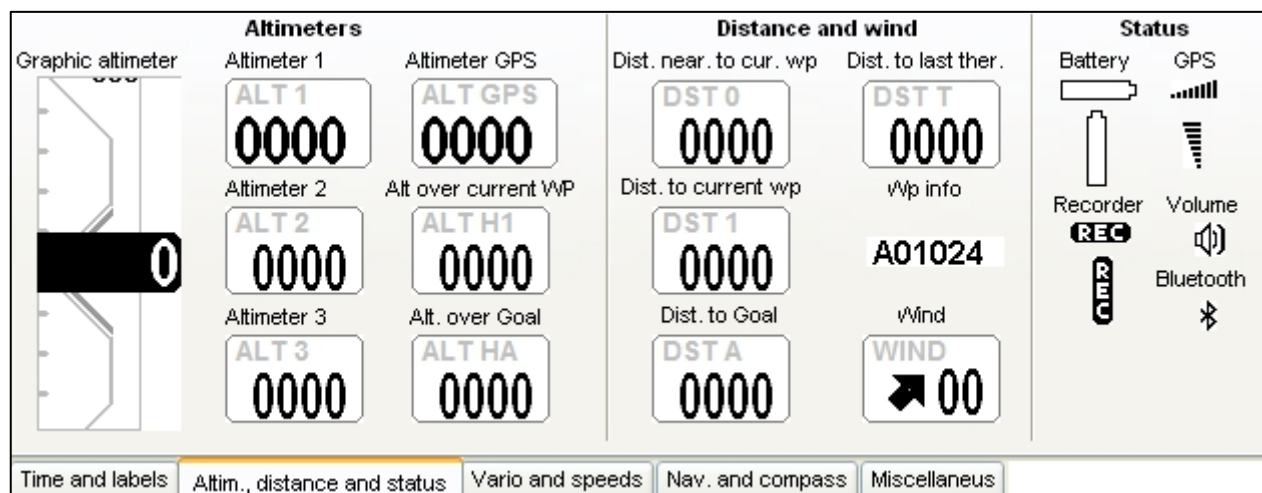 Altimeters
Distance and wind
Status
Graphic altimeter
Altimeter 1
Altimeter GPS
Dist. near. to cur. wp
Dist. to last ther.
Battery
GPS
ALT 1
0000
ALT GPS
0000
DST 0
0000
DST T
0000
Altimeter 2
Alt over current WP
Dist. to current wp
Wp info
Recorder
Volume
REC
0
ALT 2
0000
ALT H1
0000
DST 1
0000
A01024
Bluetooth
REC
Altimeter 3
Alt. over Goal
Dist. to Goal
Wind
ALT 3
0000
ALT HA
0000
DST A
0000
WIND
00
Time and labels
Altim., distance and status
Vario and speeds
Nav. and compass
Miscellaneus